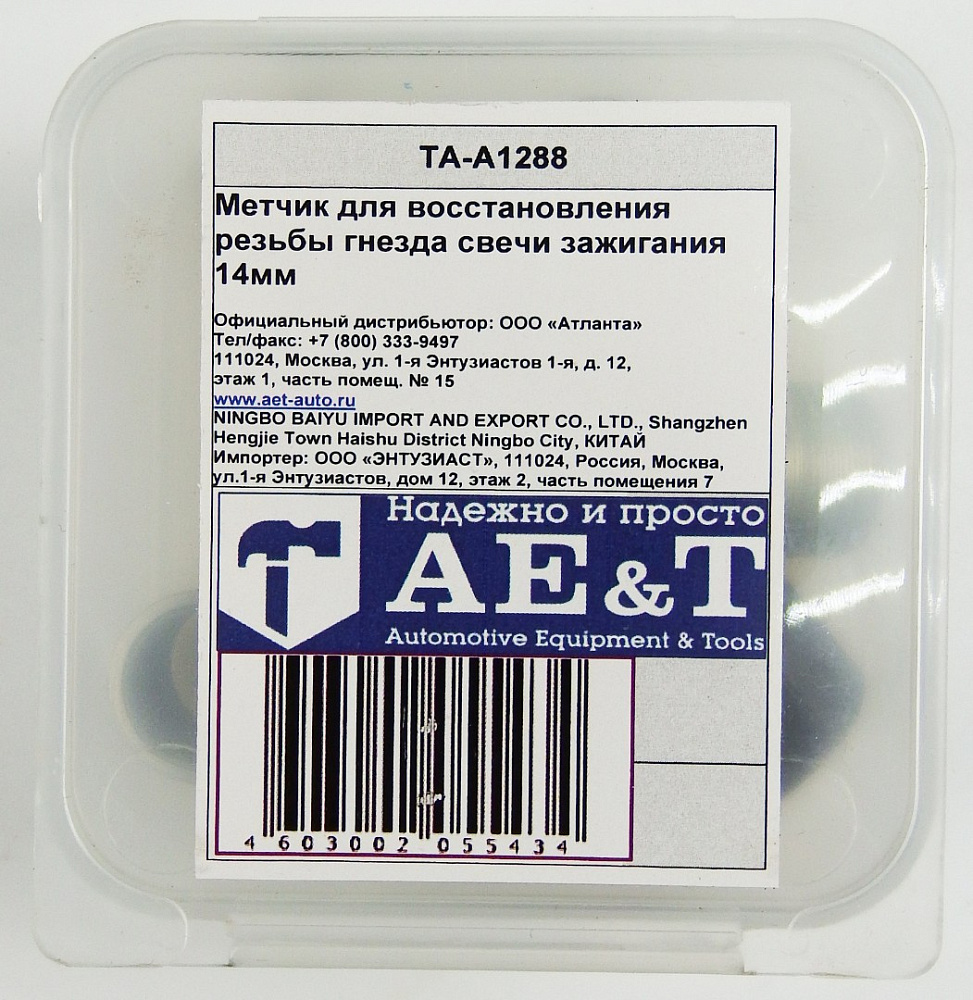 TA-A1288
Метчик для восстановления
резьбы гнезда свечи зажигания
14мм
Официальный дистрибьютор: ООО «Атланта»
Тел/факс: +7 (800) 333-9497
111024, Москва, ул. 1-я Энтузиастов 1-я, д. 12,
этаж 1, часть помещ. № 15
www.aet-auto.ru
NINGBO BAIYU IMPORT AND EXPORT CO., LTD., Shangzhen
Hengjie Town Haishu District Ningbo City, КИТАЙ
Импортер: ООО «ЭНТУЗИАСТ», 111024, Россия, Москва,
ул.1-я Энтузиастов, дом 12, этаж 2, часть помещения 7
Надежно и просто
AE&T
Automotive Equipment & Tools
4 603002 055434